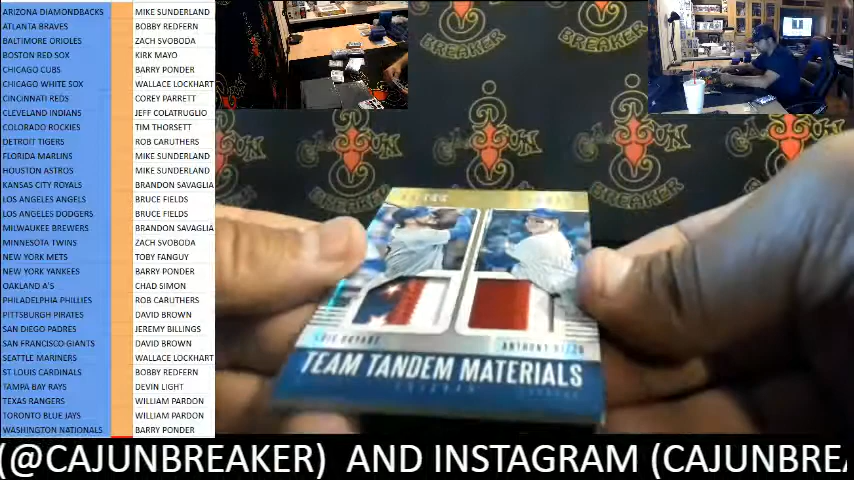 ARIZONA DIAMONDBACKS MIKE SUNDERLAND
ATLANTA BRAVES BOBBY REDFERN
BALTIMORE ORIOLES ZACH SVOBODA
BOSTON RED SOX KIRK MAYO
CHICAGO CUBS BARRY PONDER
CHICAGO WHITE SOX WALLACE LOCKHART
CINCINNATI REDS COREY PARRETT
CLEVELAND INDIANS JEFF COLATRUGLIO
COLORADO ROCKIES TIM THORSETT
DETROIT TIGERS ROB CARUTHERS
FLORIDA MARLINS MIKE SUNDERLAND
HOUSTON ASTROS MIKE SUNDERLAND
KANSAS CITY ROYALS BRANDON SAVAGLIA
LOS ANGELES ANGELS BRUCE FIELDS
LOS ANGELES DODGERS BRUCE FIELDS
MILWAUKEE BREWERS BRANDON SAVAGLIA
MINNESOTA TWINS ZACH SVOBODA
NEW YORK METS TOBY FANGUY
NEW YORK YANKEES BARRY PONDER
OAKLAND A'S CHAD SIMON
PHILADELPHIA PHILLIES ROB CARUTHERS
PITTSBURGH PIRATES DAVID BROWN
SAN DIEGO PADRES JEREMY BILLINGS
SAN FRANCISCO GIANTS DAVID BROWN
SEATTLE MARINERS WALLACE LOCKHART
ST LOUIS CARDINALS BOBBY REDFERN
TAMPA BAY RAYS DEVIN LIGHT
TEXAS RANGERS WILLIAM PARDON
TORONTO BLUE JAYS WILLIAM PARDON
WASHINGTON NATIONALS BARRY PONDER
CAJUN BREAKER
ANTHONY RIZZO
TEAM TANDEM MATERIALS
(@CAJUNBREAKER) AND INSTAGRAM (CAJUNBREA